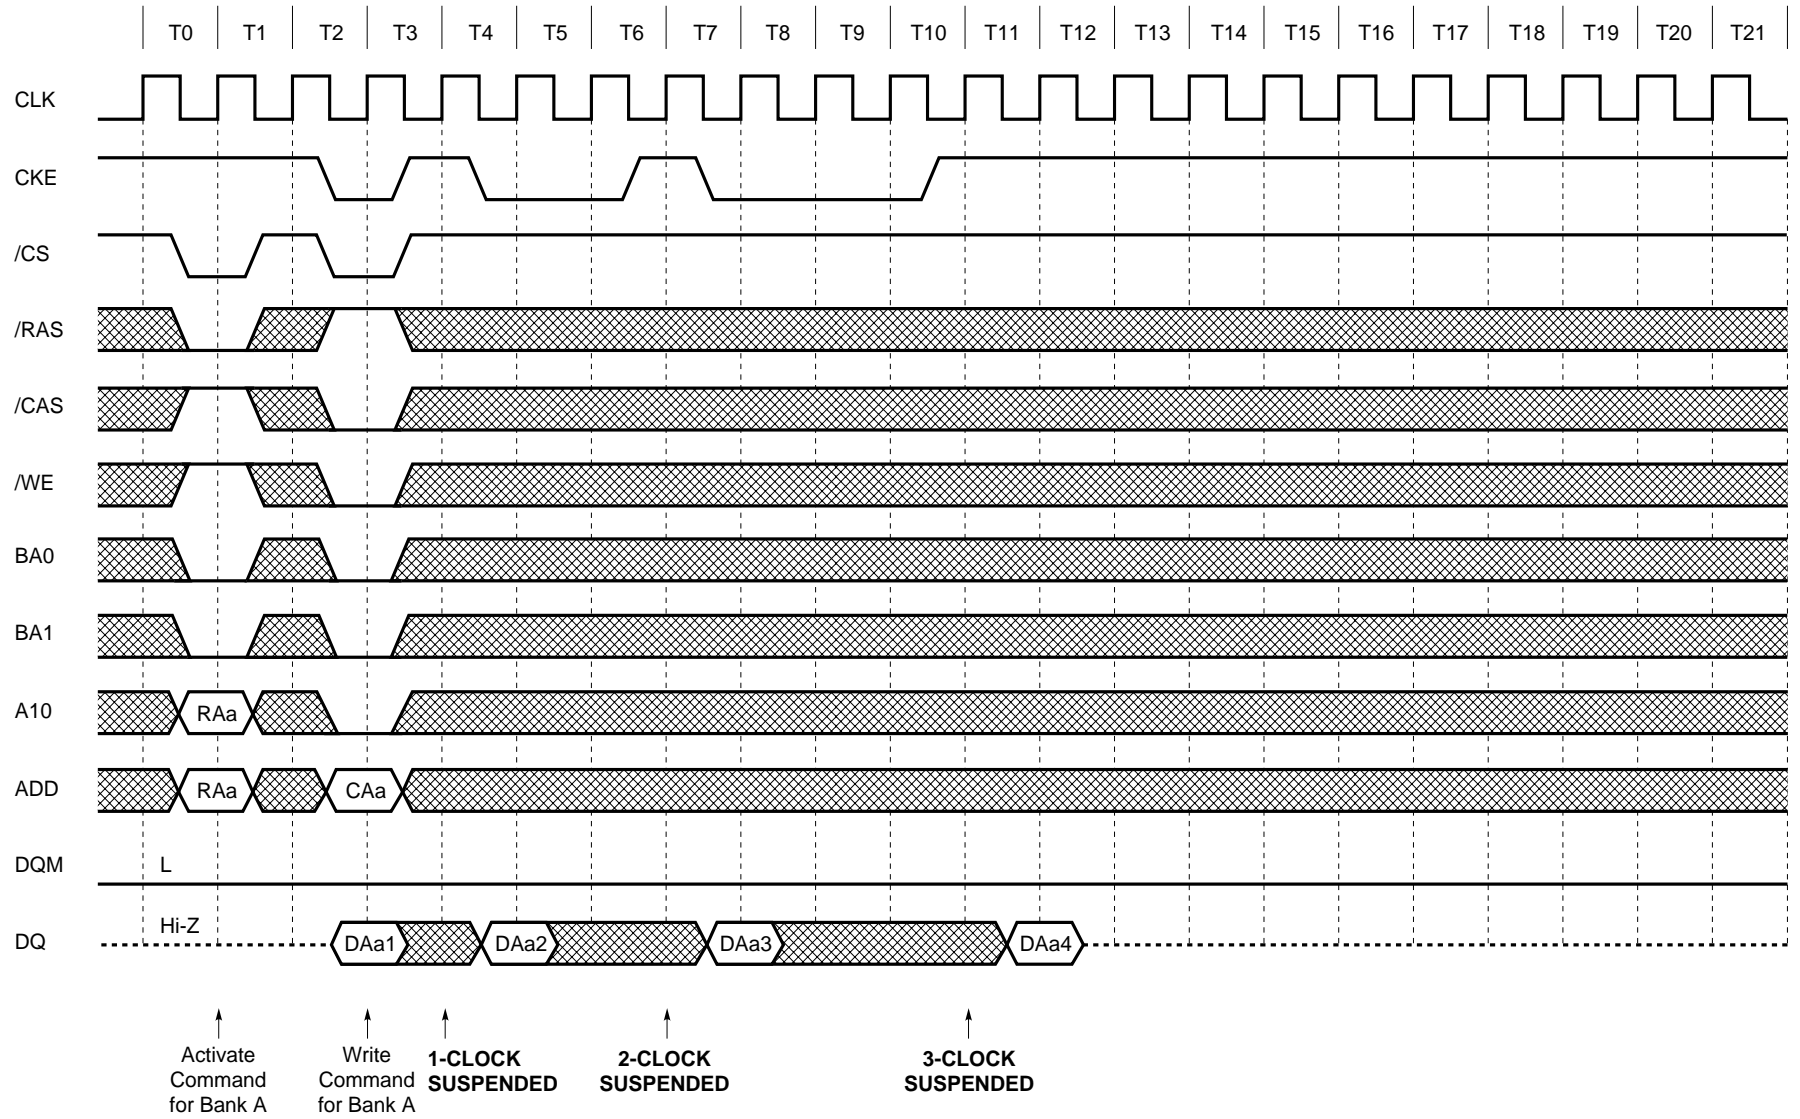 T0 T1 T2 T3 T4 T5 T6 T7 T8 T9 T10 T11 T12 T13 T14 T15 T16 T17 T18 T19 T20 T21
CLK
CKE
/CS
/RAS
/CAS
/WE
BA0
BA1
A10 RAa
ADD RAa CAa
DQM L
DQ Hi-Z DAa1 DAa2 DAa3 DAa4
Activate
Command
for Bank A
Write
Command
for Bank A
1-CLOCK
SUSPENDED
2-CLOCK
SUSPENDED
3-CLOCK
SUSPENDED